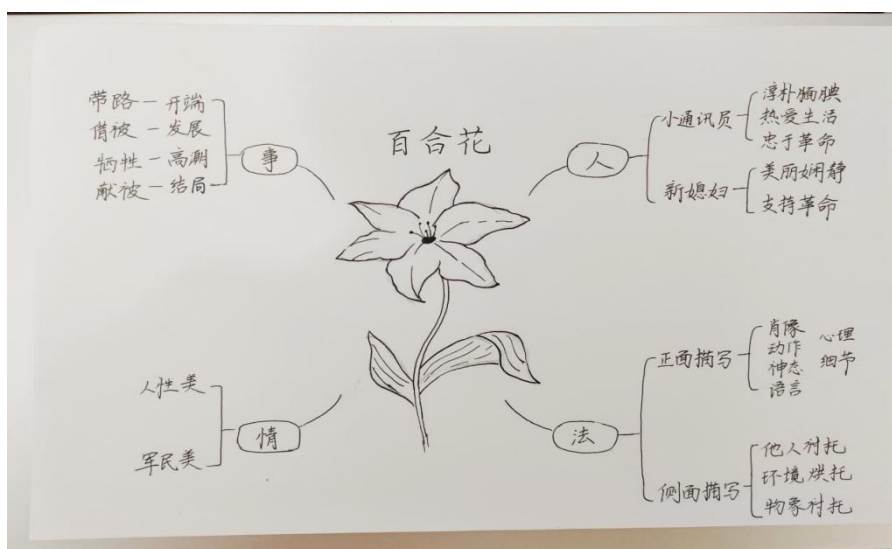 百合花
事
带路—开端
借被—发展
牺牲—高潮
献被—结局
人
小通讯员
淳朴腼腆
热爱生活
忠于革命
新媳妇
美丽娴静
支持革命
情
人性美
军民美
法
正面描写
肖像
动作
神态
语言
心理
细节
侧面描写
他人衬托
环境烘托
物象衬托